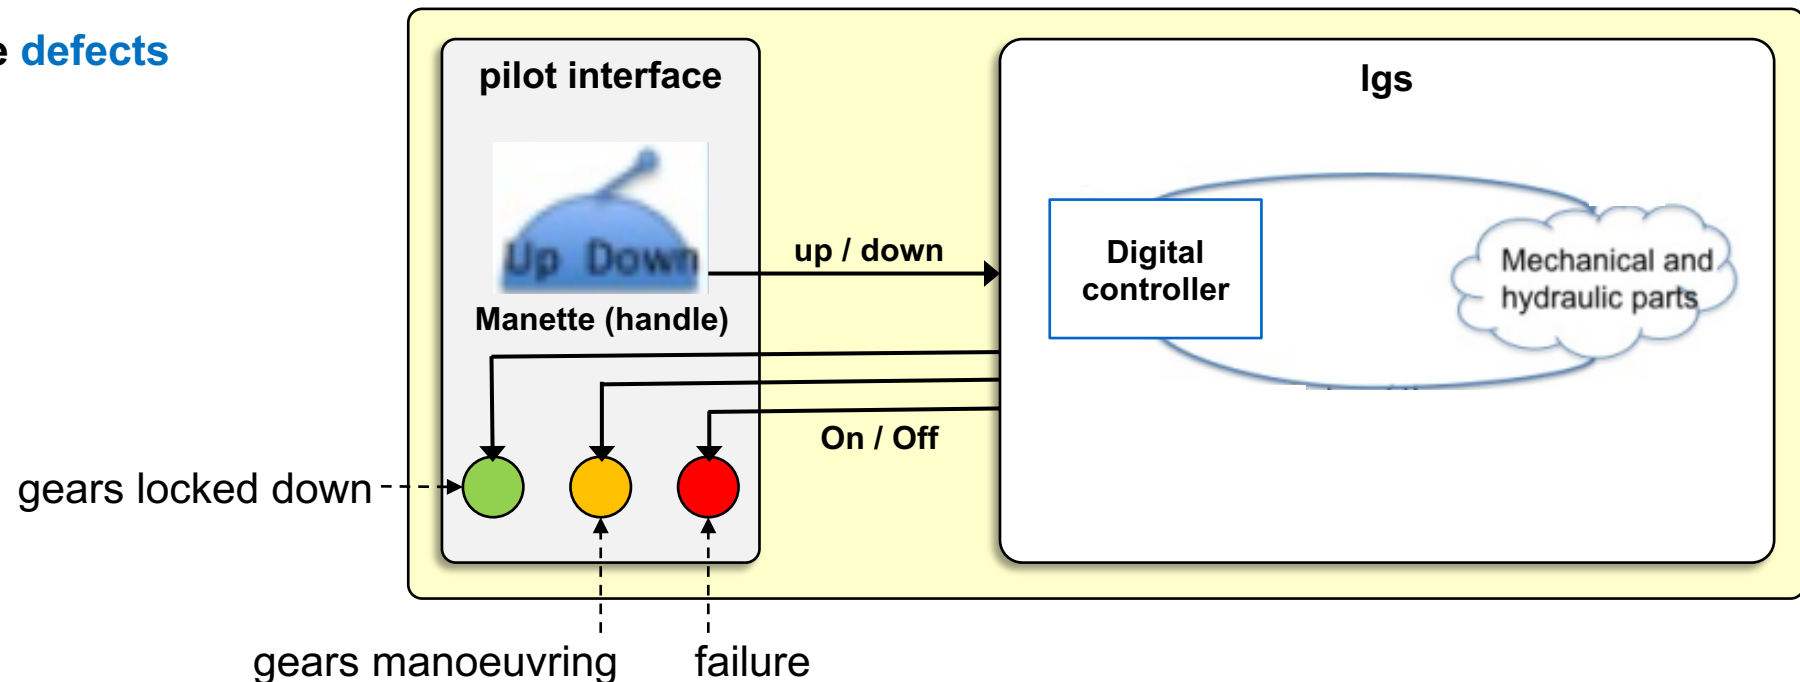 e defects
pilot interface
lgs
Up Down
up / down
Digital
controller
Mechanical and
hydraulic parts
Manette (handle)
On / Off
gears locked down
gears manoeuvring
failure